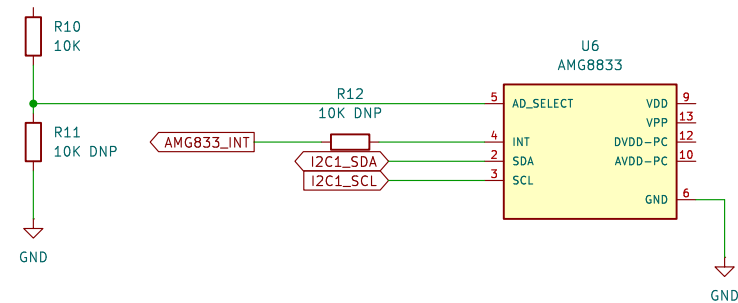 R10
10K
R11
10K DNP
GND
AMG833_INT
R12
10K DNP
I2C1_SDA
I2C1_SCL
U6
AMG8833
5 AD_SELECT
4 INT
2 SDA
3 SCL
VDD 9
VPP 13
DVDD-PC 12
AVDD-PC 10
GND 6
GND